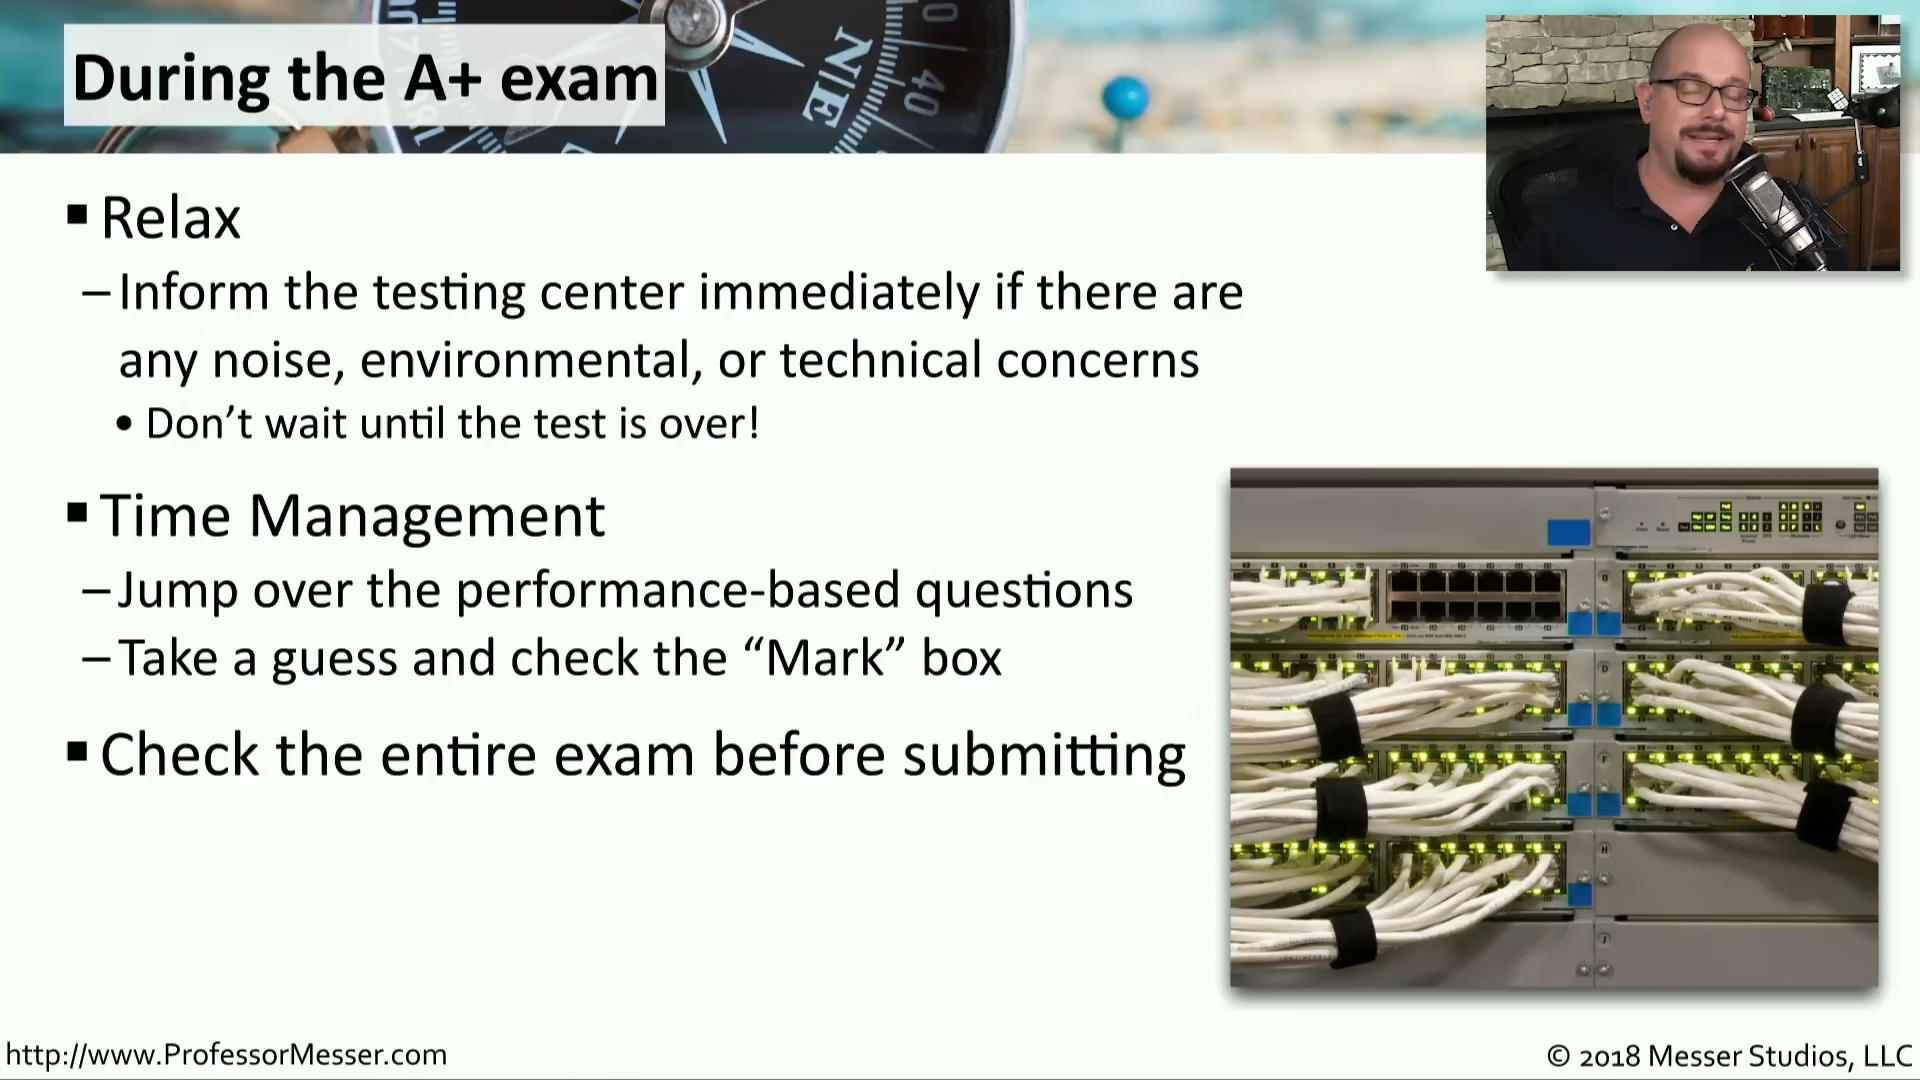 During the A+ exam
NE
40
▪ Relax
– Inform the testing center immediately if there are
any noise, environmental, or technical concerns
• Don’t wait until the test is over!
▪ Time Management
– Jump over the performance-based questions
– Take a guess and check the “Mark” box
▪ Check the entire exam before submitting
http://www.ProfessorMesser.com
© 2018 Messer Studios, LLC